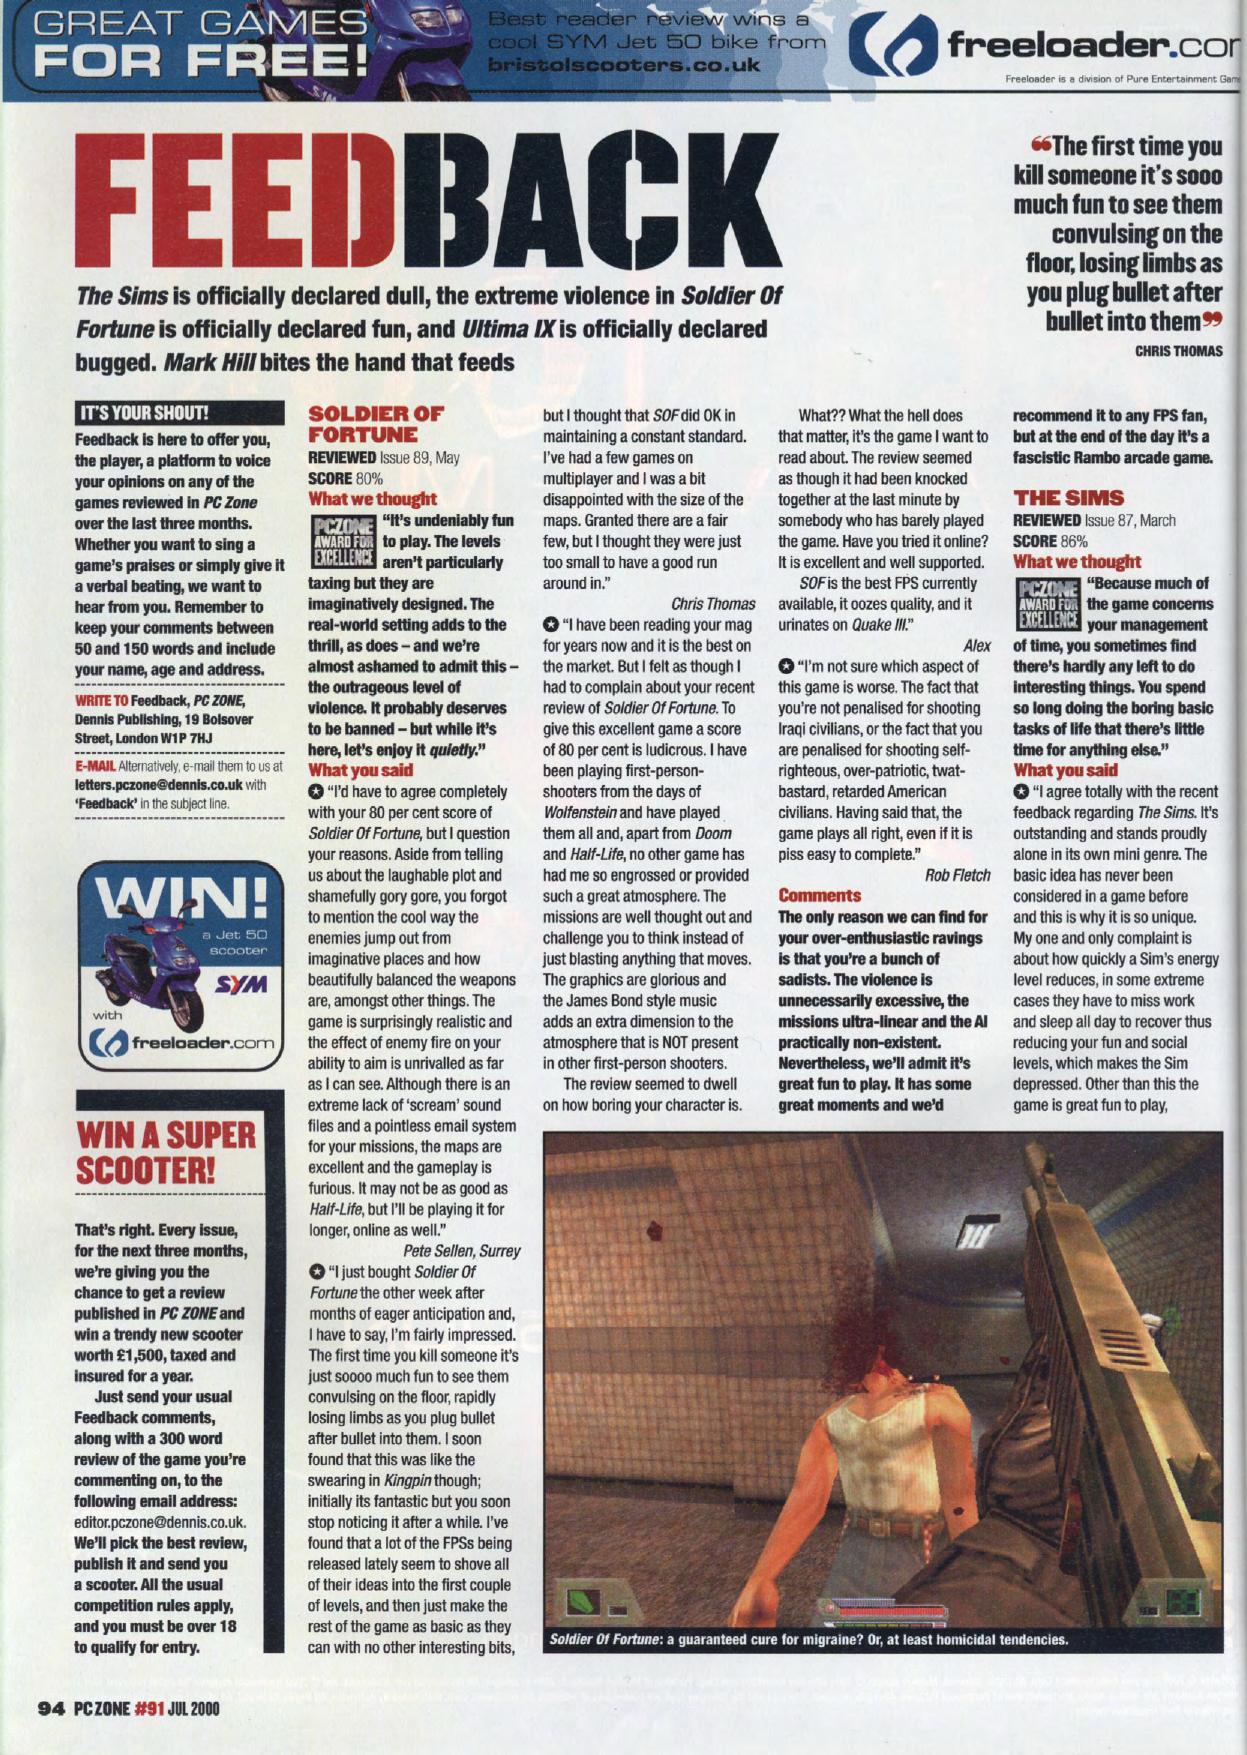 GREAT GAMES
FOR FREE!
Best reader review wins a
cool SYM Jet 50 bike from
bristolscooters.co.uk
freeloader.com
Freeloader is a division of Pure Entertainment Game
FEEDBACK
The Sims is officially declared dull, the extreme violence in Soldier Of
Fortune is officially declared fun, and Ultima IX is officially declared
bugged. Mark Hill bites the hand that feeds
“The first time you
kill someone it's sooo
much fun to see them
convulsing on the
floor, losing limbs as
you plug bullet after
bullet into them”
CHRIS THOMAS
IT'S YOUR SHOUT!
Feedback is here to offer you,
the player, a platform to voice
your opinions on any of the
games reviewed in PC Zone
over the last three months.
Whether you want to sing a
game's praises or simply give it
a verbal beating, we want to
hear from you. Remember to
keep your comments between
50 and 150 words and include
your name, age and address.
WRITE TO Feedback, PC ZONE,
Dennis Publishing, 19 Bolsover
Street, London W1P 7HJ
E-MAIL Alternatively, e-mail them to us at
letters.pczone@dennis.co.uk with
'Feedback' in the subject line.
WIN!
a Jet 50
scooter
SYM
with
freeloader.com
WIN A SUPER
SCOOTER!
That's right. Every issue,
for the next three months,
we're giving you the
chance to get a review
published in PC ZONE and
win a trendy new scooter
worth £1,500, taxed and
insured for a year.
Just send your usual
Feedback comments,
along with a 300 word
review of the game you're
commenting on, to the
following email address:
editor.pczone@dennis.co.uk.
We'll pick the best review,
publish it and send you
a scooter. All the usual
competition rules apply,
and you must be over 18
to qualify for entry.
SOLDIER OF
FORTUNE
REVIEWED Issue 89, May
SCORE 80%
What we thought
PCZONE
AWARD FOR
EXCELLENCE
“It's undeniably fun
to play. The levels
aren't particularly
taxing but they are
imaginatively designed. The
real-world setting adds to the
thrill, as does – and we're
almost ashamed to admit this –
the outrageous level of
violence. It probably deserves
to be banned – but while it's
here, let's enjoy it quietly.”
What you said
“I'd have to agree completely
with your 80 per cent score of
Soldier Of Fortune, but I question
your reasons. Aside from telling
us about the laughable plot and
shamefully gory gore, you forgot
to mention the cool way the
enemies jump out from
imaginative places and how
beautifully balanced the weapons
are, amongst other things. The
game is surprisingly realistic and
the effect of enemy fire on your
ability to aim is unrivalled as far
as I can see. Although there is an
extreme lack of 'scream' sound
files and a pointless email system
for your missions, the maps are
excellent and the gameplay is
furious. It may not be as good as
Half-Life, but I'll be playing it for
longer, online as well.”
Pete Sellen, Surrey
“I just bought Soldier Of
Fortune the other week after
months of eager anticipation and,
I have to say, I'm fairly impressed.
The first time you kill someone it's
just soooo much fun to see them
convulsing on the floor, rapidly
losing limbs as you plug bullet
after bullet into them. I soon
found that this was like the
swearing in Kingpin though;
initially its fantastic but you soon
stop noticing it after a while. I've
found that a lot of the FPSs being
released lately seem to shove all
of their ideas into the first couple
of levels, and then just make the
rest of the game as basic as they
can with no other interesting bits,
but I thought that SOF did OK in
maintaining a constant standard.
I've had a few games on
multiplayer and I was a bit
disappointed with the size of the
maps. Granted there are a fair
few, but I thought they were just
too small to have a good run
around in.”
Chris Thomas
“I have been reading your mag
for years now and it is the best on
the market. But I felt as though I
had to complain about your recent
review of Soldier Of Fortune. To
give this excellent game a score
of 80 per cent is ludicrous. I have
been playing first-person-
shooters from the days of
Wolfenstein and have played
them all and, apart from Doom
and Half-Life, no other game has
had me so engrossed or provided
such a great atmosphere. The
missions are well thought out and
challenge you to think instead of
just blasting anything that moves.
The graphics are glorious and
the James Bond style music
adds an extra dimension to the
atmosphere that is NOT present
in other first-person shooters.
The review seemed to dwell
on how boring your character is.
What?? What the hell does
that matter, it's the game I want to
read about. The review seemed
as though it had been knocked
together at the last minute by
somebody who has barely played
the game. Have you tried it online?
It is excellent and well supported.
SOF is the best FPS currently
available, it oozes quality, and it
urinates on Quake III.”
Alex
“I'm not sure which aspect of
this game is worse. The fact that
you're not penalised for shooting
Iraqi civilians, or the fact that you
are penalised for shooting self-
righteous, over-patriotic, twat-
bastard, retarded American
civilians. Having said that, the
game plays all right, even if it is
piss easy to complete.”
Rob Fletch
Comments
The only reason we can find for
your over-enthusiastic ravings
is that you're a bunch of
sadists. The violence is
unnecessarily excessive, the
missions ultra-linear and the AI
practically non-existent.
Nevertheless, we'll admit it's
great fun to play. It has some
great moments and we'd
recommend it to any FPS fan,
but at the end of the day it's a
fascistic Rambo arcade game.
THE SIMS
REVIEWED Issue 87, March
SCORE 86%
What we thought
PCZONE
AWARD FOR
EXCELLENCE
“Because much of
the game concerns
your management
of time, you sometimes find
there's hardly any left to do
interesting things. You spend
so long doing the boring basic
tasks of life that there's little
time for anything else.”
What you said
“I agree totally with the recent
feedback regarding The Sims. It's
outstanding and stands proudly
alone in its own mini genre. The
basic idea has never been
considered in a game before
and this is why it is so unique.
My one and only complaint is
about how quickly a Sim's energy
level reduces, in some extreme
cases they have to miss work
and sleep all day to recover thus
reducing your fun and social
levels, which makes the Sim
depressed. Other than this the
game is great fun to play,
Soldier Of Fortune: a guaranteed cure for migraine? Or, at least homicidal tendencies.
94 PC ZONE #91 JUL 2000